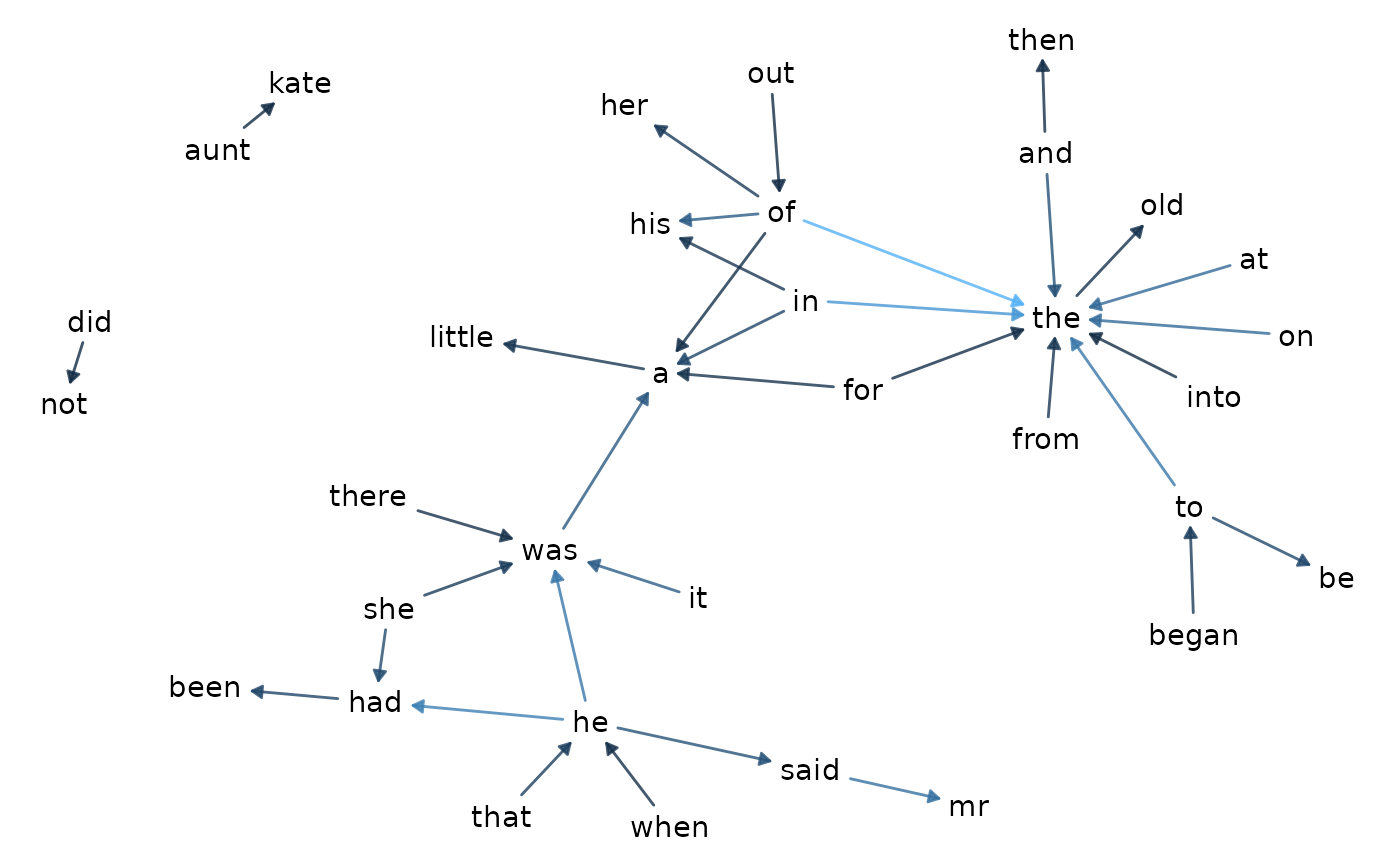 then
out
kate
her
aunt
and
old
of
his
at
in
the
did
on
little
a
for
into
not
from
there
to
was
be
it
she
began
been
had
he
said
mr
that
when